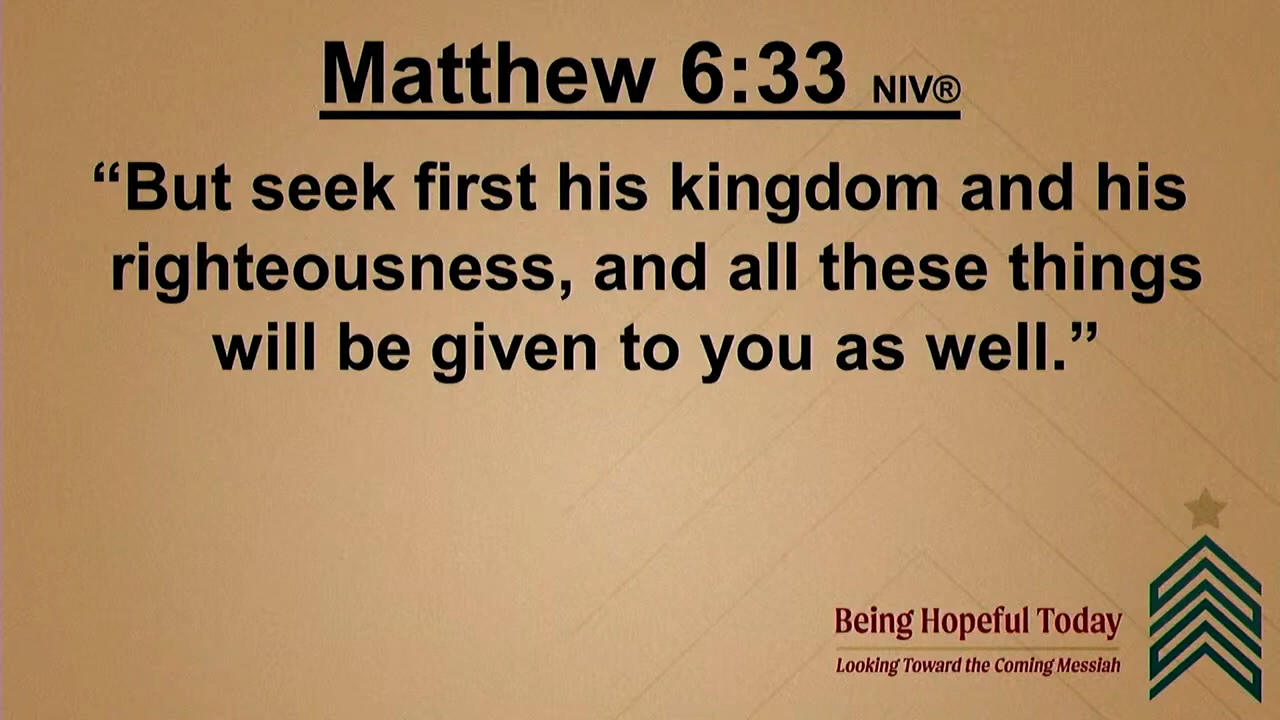 Matthew 6:33 NIV®
“But seek first his kingdom and his
righteousness, and all these things
will be given to you as well.”
Being Hopeful Today
Looking Toward the Coming Messiah